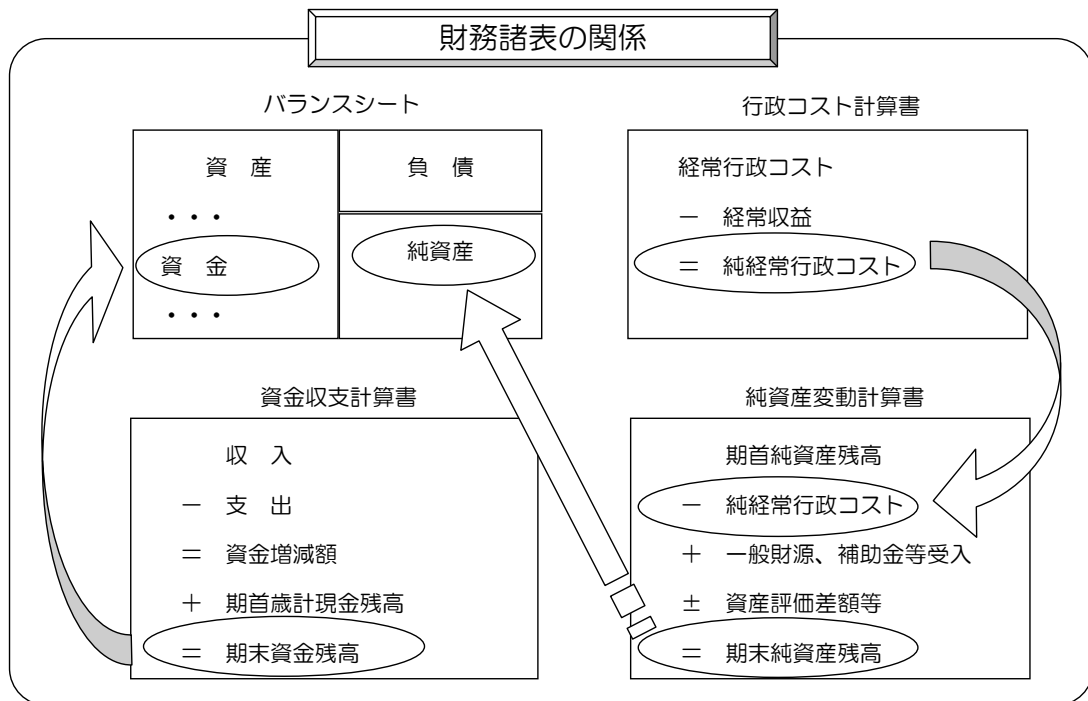 財務諸表の関係
バランスシート
資　産
・・・
資　金
・・・
負　債
純資産
行政コスト計算書
経常行政コスト
－　経常収益
＝　純経常行政コスト
資金収支計算書
収　入
－　支　出
＝　資金増減額
＋　期首歳計現金残高
＝　期末資金残高
純資産変動計算書
期首純資産残高
－　純経常行政コスト
＋　一般財源、補助金等受入
±　資産評価差額等
＝　期末純資産残高